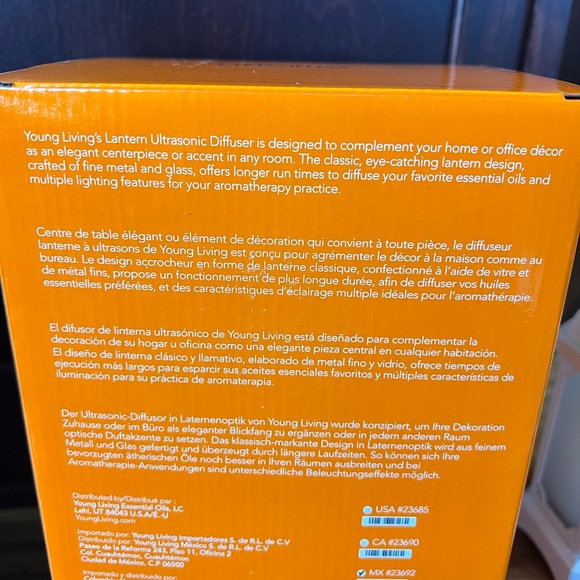 Young Living's Lantern Ultrasonic Diffuser is designed to complement your home or office décor
as an elegant centerpiece or accent in any room. The classic, eye-catching lantern design,
crafted of fine metal and glass, offers longer run times to diffuse your favorite essential oils and
multiple lighting features for your aromatherapy practice.
Centre de table élégant ou élément de décoration qui convient à toute pièce, le diffuseur
lanterne à ultrasons de Young Living est conçu pour agrémenter le décor à la maison comme au
bureau. Le design accrocheur en forme de lanterne classique, confectionné à l'aide de vitre et
de métal fins, propose un fonctionnement de plus longue durée, afin de diffuser vos huiles
essentielles préférées, et des caractéristiques d'éclairage multiple idéales pour l'aromathérapie.
El difusor de linterna ultrasónico de Young Living está diseñado para complementar la
decoración de su hogar u oficina como una elegante pieza central en cualquier habitación.
El diseño de linterna clásico y llamativo, elaborado de metal fino y vidrio, ofrece tiempos de
ejecución más largos para esparcir sus aceites esenciales favoritos y múltiples características de
iluminación para su práctica de aromaterapia.
Der Ultrasonic-Diffusor in Laternenoptik von Young Living wurde konzipiert, um Ihre Dekoration
Zuhause oder im Büro als eleganter Blickfang zu ergänzen oder in jedem anderen Raum
optische Duftakzente zu setzen. Das klassisch-markante Design in Laternenoptik wird aus feinem
Metall und Glas gefertigt und überzeugt durch längere Laufzeiten. So können sich Ihre
bevorzugten ätherischen Öle noch besser in Ihren Räumen ausbreiten und bei
Aromatherapie-Anwendungen sind unterschiedliche Beleuchtungseffekte möglich.
Distributed by/Distribué par :
Young Living Essential Oils, LC
Lehi, UT 84043 U.S.A/E.-U
YoungLiving.com
Importado por: Young Living Importadores S. de R.L. de C.V
Distribuido por: Young Living México S. de R.L. de C.V
Paseo de la Reforma 243, Piso 11, Oficina 2
Col. Cuauhtémoc, Cuauhtémoc
Ciudad de México, C.P 06500
Importado y distribuido por:
USA #23685
CA #23690
MX #23692